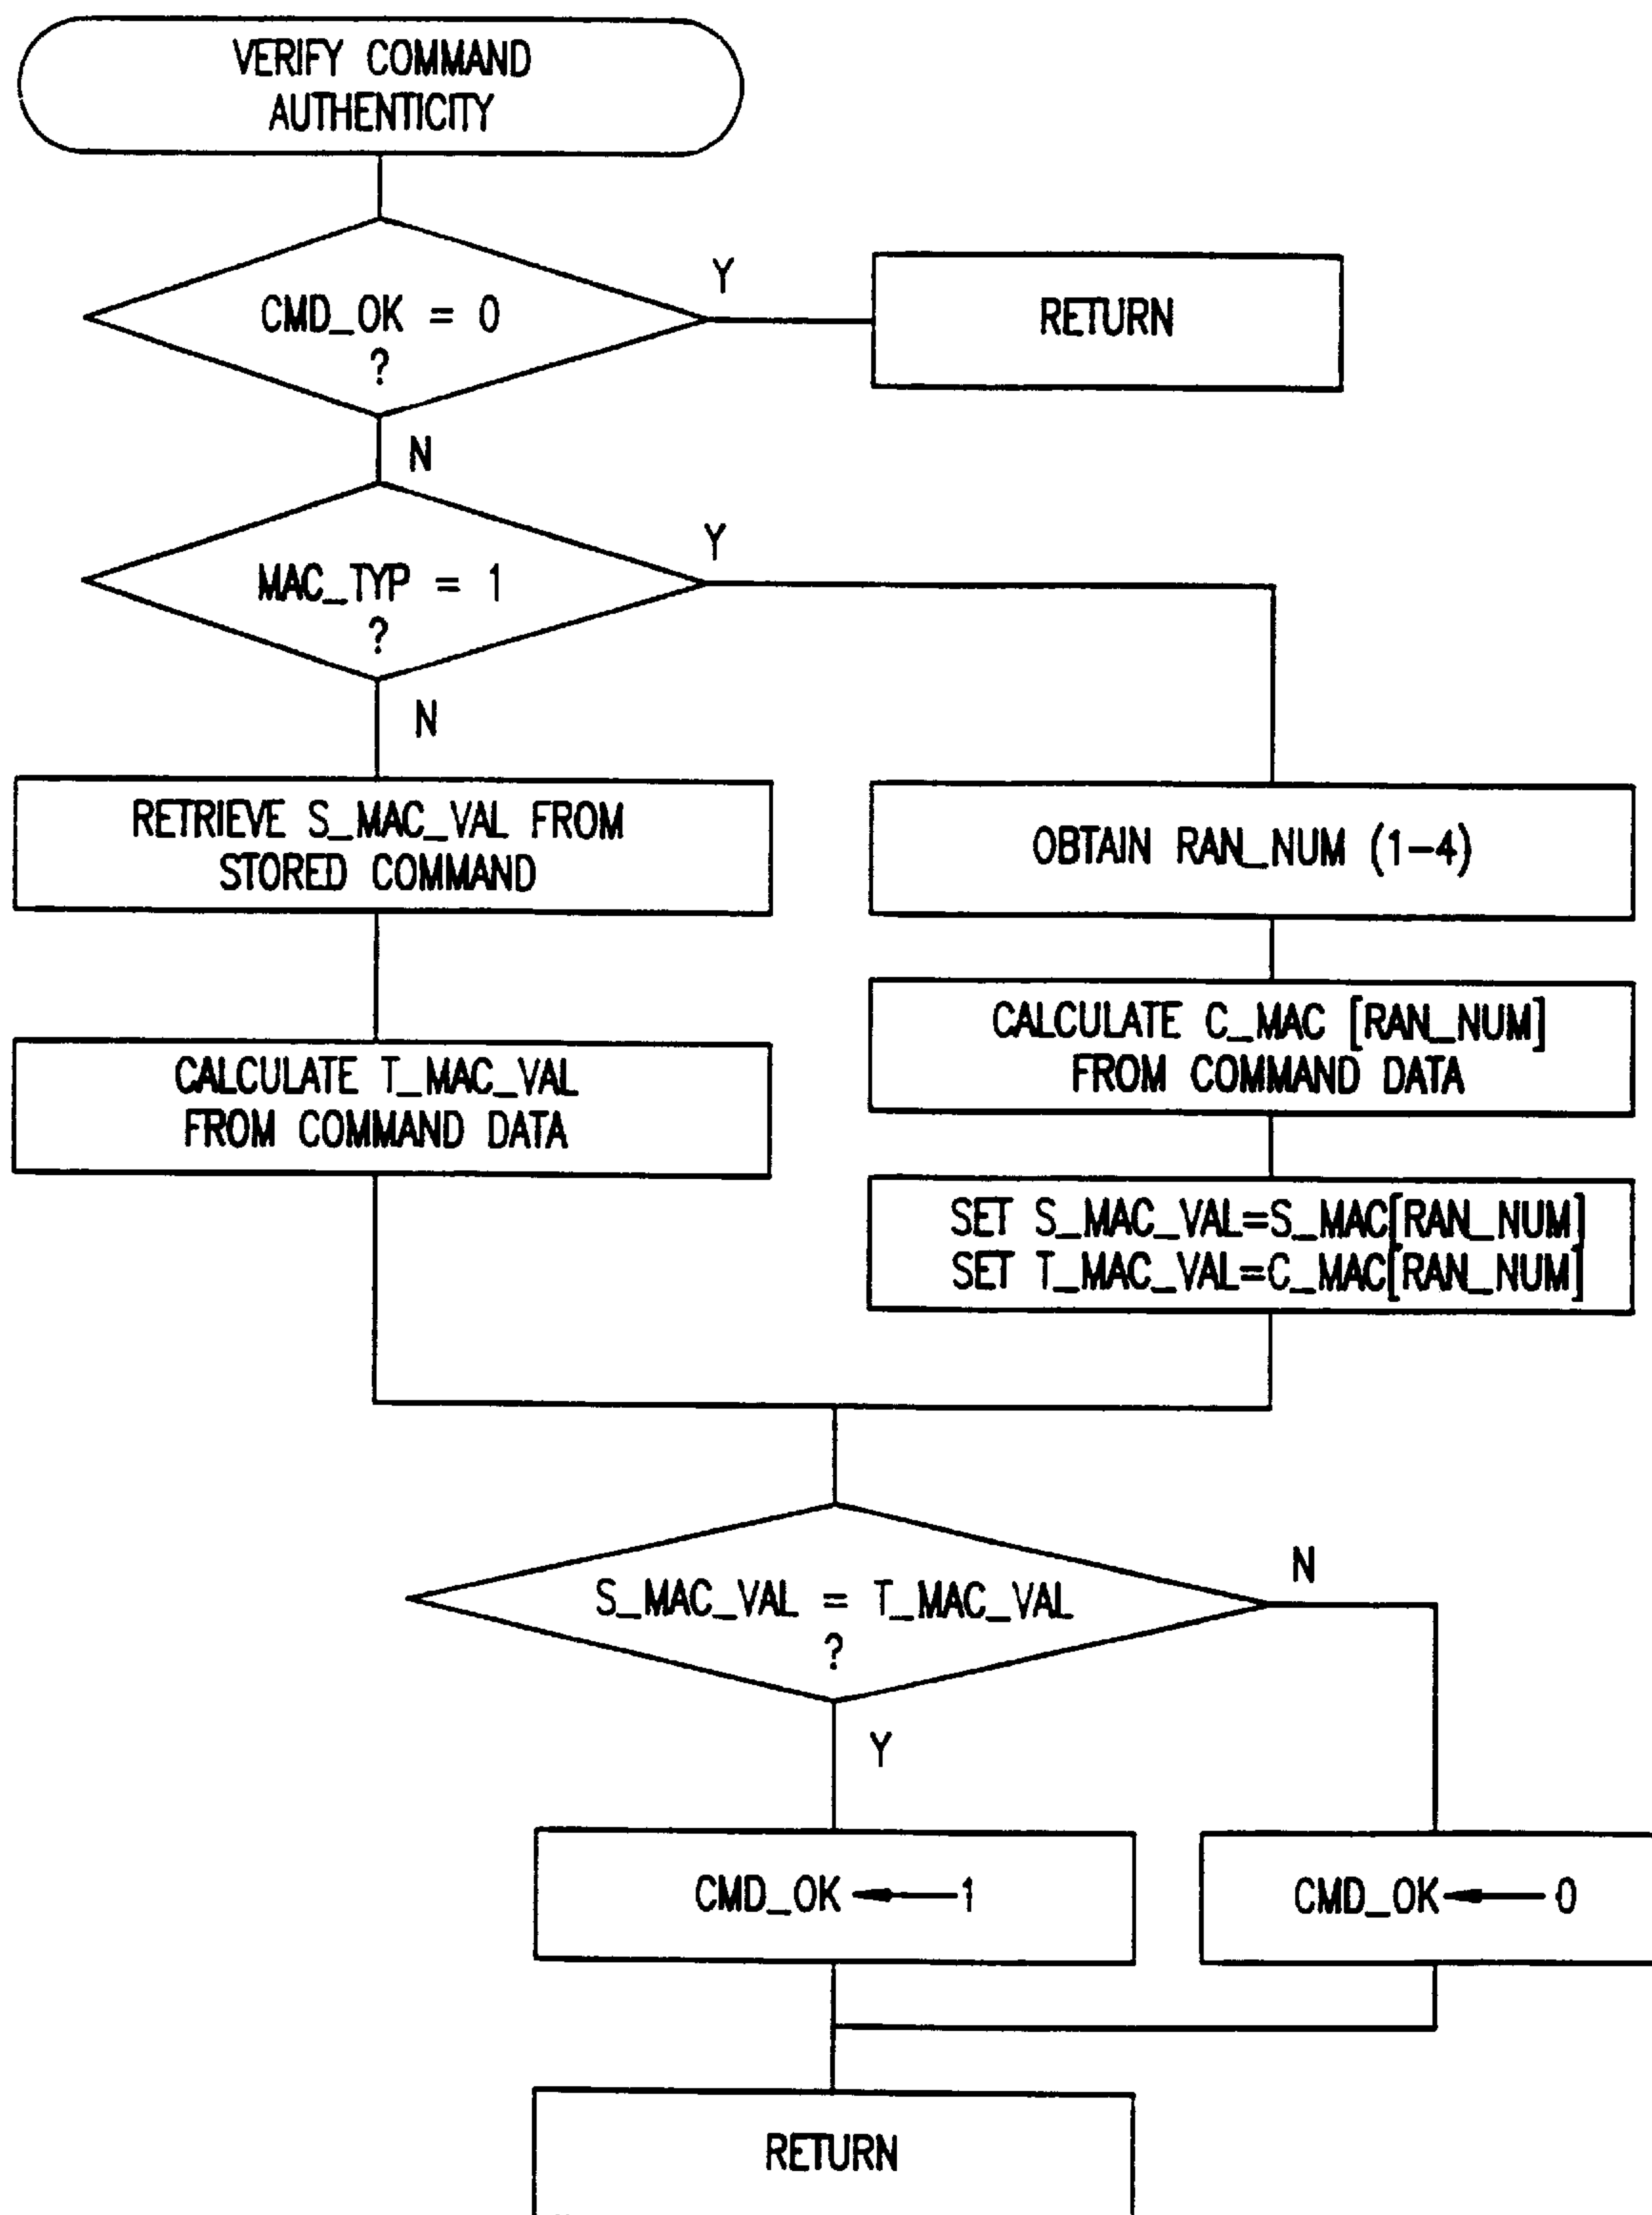 VERIFY COMMAND
AUTHENTICITY
CMD_OK = 0
?
Y
RETURN
N
MAC_TYP = 1
?
Y
N
RETRIEVE S_MAC_VAL FROM
STORED COMMAND
OBTAIN RAN_NUM (1-4)
CALCULATE T_MAC_VAL
FROM COMMAND DATA
CALCULATE C_MAC [RAN_NUM]
FROM COMMAND DATA
SET S_MAC_VAL=S_MAC[RAN_NUM]
SET T_MAC_VAL=C_MAC[RAN_NUM]
S_MAC_VAL = T_MAC_VAL
?
N
Y
CMD_OK ← 1
CMD_OK ← 0
RETURN